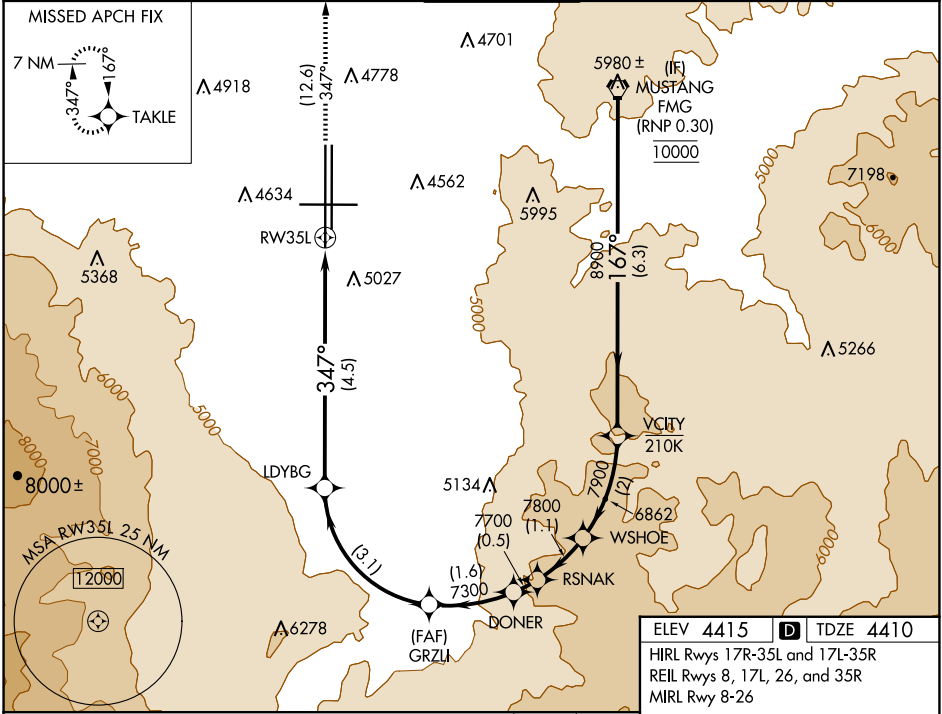 MISSED APCH FIX
7 NM
347°
167°
TAKLE
4918
(12.6)
347°
4778
4701
5980 ±
(IF)
MUSTANG
FMG
(RNP 0.30)
10000
5000
7198
6000
4634
4562
5995
RW35L
5368
5027
8900
167°
(6.3)
5000
5266
347°
(4.5)
6000
5000
7000
8000
8000 ±
LDYBG
VCITY
210K
5134
7900
(2)
6862
7800
(1.1)
7700
(0.5)
WSHOE
6000
MSA RW35L 25 NM
12000
(3.1)
(1.6)
7300
RSNAK
DONER
(FAF)
GRZLI
6278
ELEV 4415 D TDZE 4410
HIRL Rwys 17R-35L and 17L-35R
REIL Rwys 8, 17L, 26, and 35R
MIRL Rwy 8-26